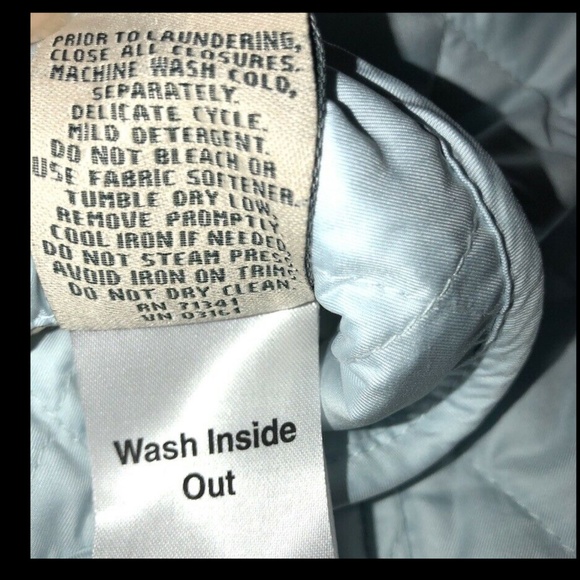 PRIOR TO LAUNDERING,
CLOSE ALL CLOSURES.
MACHINE WASH COLD,
SEPARATELY.
DELICATE CYCLE.
MILD DETERGENT.
DO NOT BLEACH OR
USE FABRIC SOFTENER.
TUMBLE DRY LOW.
REMOVE PROMPTLY
COOL IRON IF NEEDED
DO NOT STEAM PRESS
AVOID IRON ON TRIMS
DO NOT DRY CLEAN.
RN 71341
VN 03161
Wash Inside
Out